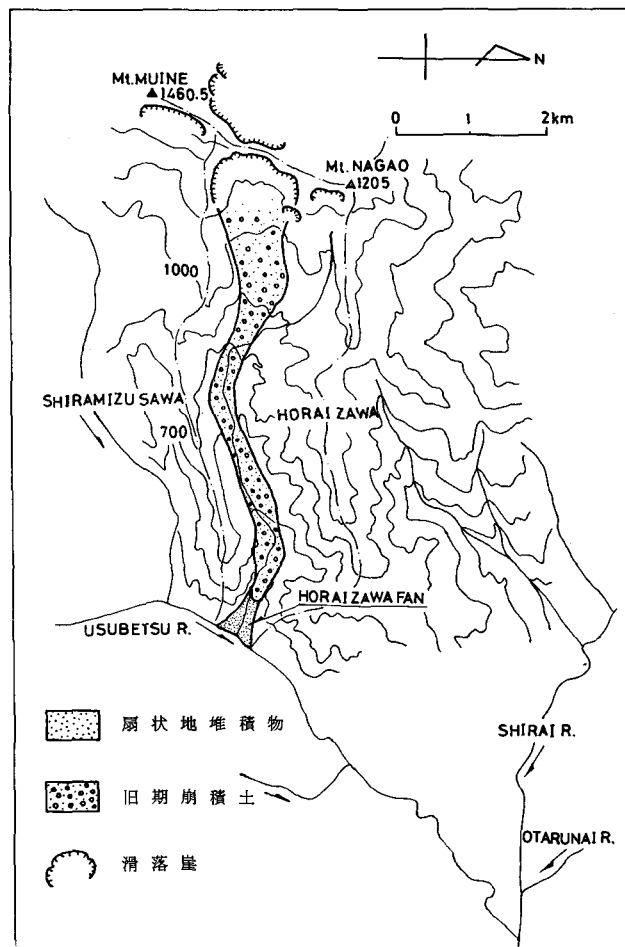 Mt.MUINE
1460.5
N
0 1 2km
Mt.NAGAO
1205
1000
SHIRAMIZU SAWA
HORAI ZAWA
700
HORAI ZAWA FAN
USUBETSU R.
扇状地堆積物
SHIRAI R.
旧期崩積土
OTARUNAI R.
滑落崖